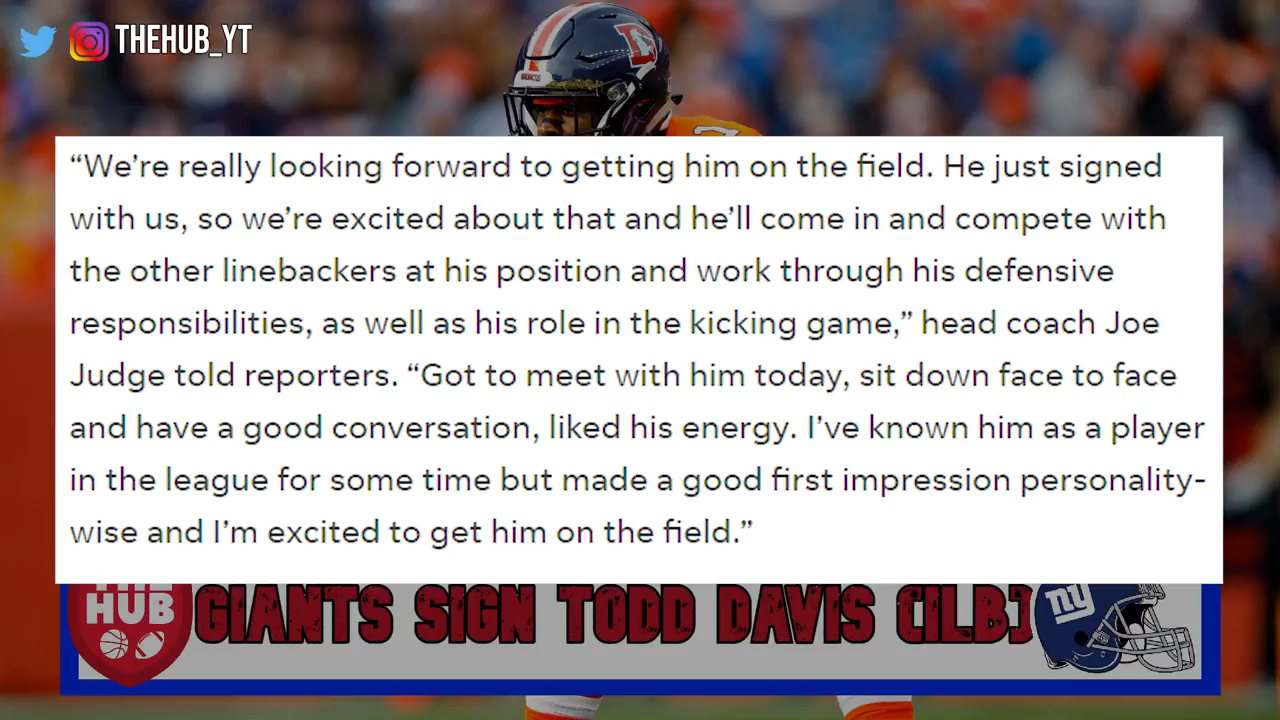 THEHUB_YT
“We’re really looking forward to getting him on the field. He just signed
with us, so we’re excited about that and he’ll come in and compete with
the other linebackers at his position and work through his defensive
responsibilities, as well as his role in the kicking game,” head coach Joe
Judge told reporters. “Got to meet with him today, sit down face to face
and have a good conversation, liked his energy. I’ve known him as a player
in the league for some time but made a good first impression personality-
wise and I’m excited to get him on the field.”
HUB
GIANTS SIGN TODD DAVIS (ILB)
ny